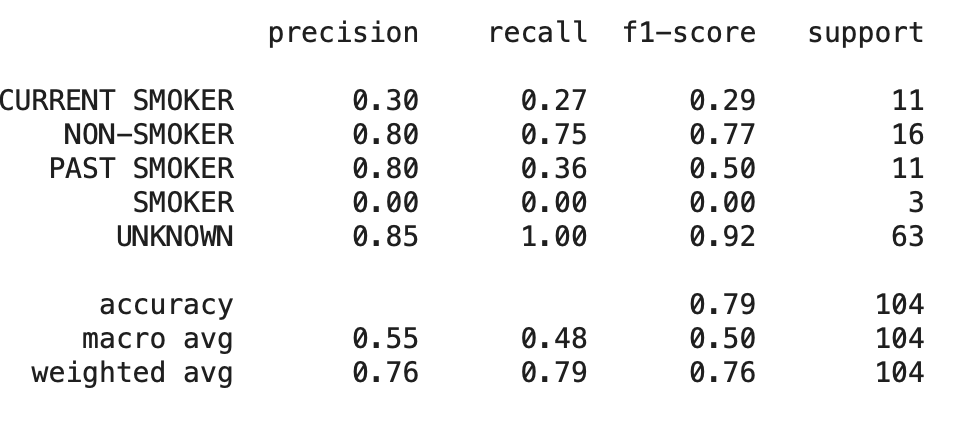 precision recall f1-score support
CURRENT SMOKER 0.30 0.27 0.29 11
NON-SMOKER 0.80 0.75 0.77 16
PAST SMOKER 0.80 0.36 0.50 11
SMOKER 0.00 0.00 0.00 3
UNKNOWN 0.85 1.00 0.92 63
accuracy 0.79 104
macro avg 0.55 0.48 0.50 104
weighted avg 0.76 0.79 0.76 104